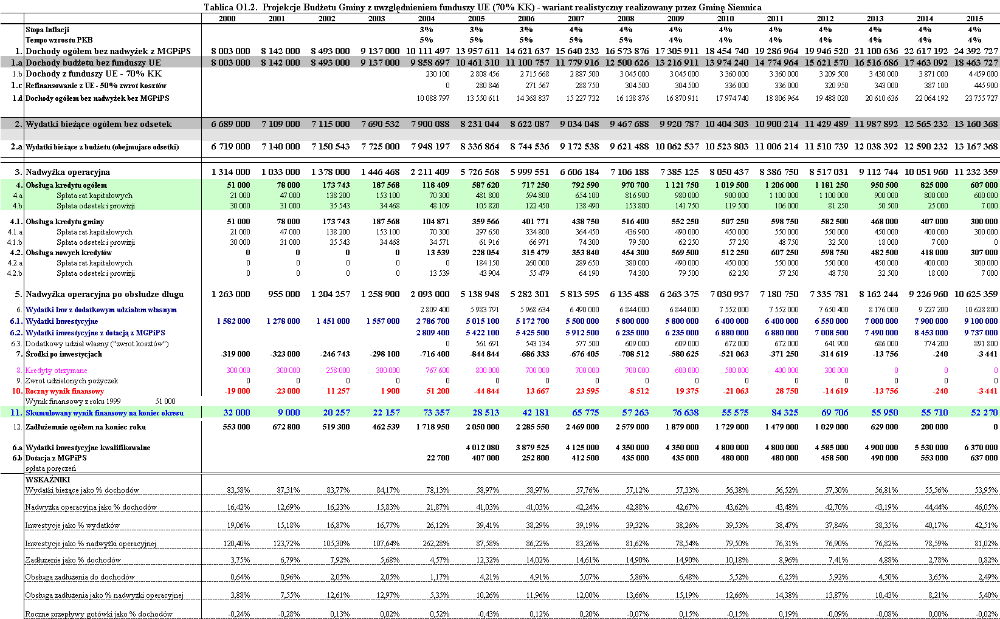 Tablica O1.2. Projekcje Budżetu Gminy z uwzględnieniem funduszy UE (70% KK) - wariant realistyczny realizowany przez Gminę Siennica
2000 2001 2002 2003 2004 2005 2006 2007 2008 2009 2010 2011 2012 2013 2014 2015
Stopa Inflacji 3% 3% 3% 4% 4% 4% 4% 4% 4% 4% 4% 4%
Tempo wzrostu PKB 5% 5% 5% 5% 5% 4% 4% 4% 4% 4% 4% 4%
1. Dochody ogółem bez nadwyżek z MGPiPS 8 003 000 8 142 000 8 493 000 9 137 000 10 111 497 13 957 611 14 621 637 15 640 232 16 573 876 17 305 911 18 454 740 19 286 964 19 946 520 21 100 636 22 617 192 24 392 727
1.a Dochody budżetu bez funduszy UE 8 003 000 8 142 000 8 493 000 9 137 000 9 858 697 10 461 310 11 100 757 11 779 916 12 500 626 13 216 911 13 974 240 14 774 964 15 621 570 16 516 686 17 463 092 18 463 727
1.b Dochody z funduszy UE - 70% KK 230 100 2 808 456 2 715 668 2 887 500 3 045 000 3 045 000 3 360 000 3 360 000 3 209 500 3 430 000 3 871 000 4 459 000
1.c Refinansowanie z UE - 50% zwrot kosztów 0 280 846 271 567 288 750 304 500 304 500 336 000 336 000 320 950 343 000 387 100 445 900
1.d Dochody ogółem bez nadwyżek bez MGPiPS 10 088 797 13 550 611 14 368 837 15 227 732 16 138 876 16 870 911 17 974 740 18 806 964 19 488 020 20 610 636 22 064 192 23 755 727
2. Wydatki bieżące ogółem bez odsetek 6 689 000 7 109 000 7 115 000 7 690 532 7 900 088 8 231 044 8 622 087 9 034 048 9 467 688 9 920 787 10 404 303 10 900 214 11 429 489 11 987 892 12 565 232 13 160 368
2.a Wydatki bieżące z budżetu (obejmujące odsetki) 6 719 000 7 140 000 7 150 543 7 725 000 7 948 197 8 336 864 8 744 536 9 172 538 9 621 488 10 062 537 10 523 803 11 006 214 11 510 739 12 038 392 12 590 232 13 167 368
3. Nadwyżka operacyjna 1 314 000 1 033 000 1 378 000 1 446 468 2 211 409 5 726 568 5 999 551 6 606 184 7 106 188 7 385 125 8 050 437 8 386 750 8 517 031 9 112 744 10 051 960 11 232 359
4. Obsługa kredytu ogółem 51 000 78 000 173 743 187 568 118 409 587 620 717 250 792 590 970 700 1 121 750 1 019 500 1 206 000 1 181 250 950 500 825 000 607 000
4.a Spłata rat kapitałowych 21 000 47 000 138 200 153 100 70 300 481 800 594 800 654 100 816 900 980 000 900 000 1 100 000 1 100 000 900 000 800 000 600 000
4.b Spłata odsetek i prowizji 30 000 31 000 35 543 34 468 48 109 105 820 122 450 138 490 153 800 141 750 119 500 106 000 81 250 50 500 25 000 7 000
4.1. Obsługa kredytu gminy 51 000 78 000 173 743 187 568 104 871 359 566 401 771 438 750 516 400 552 250 507 250 598 750 582 500 468 000 407 000 300 000
4.1.a Spłata rat kapitałowych 21 000 47 000 138 200 153 100 70 300 297 650 334 800 364 450 436 900 490 000 450 000 550 000 550 000 450 000 400 000 300 000
4.1.b Spłata odsetek i prowizji 30 000 31 000 35 543 34 468 34 571 61 916 66 971 74 300 79 500 62 250 57 250 48 750 32 500 18 000 7 000 0
4.2. Obsługa nowych kredytów 0 0 0 0 13 539 228 054 315 479 353 840 454 300 569 500 512 250 607 250 598 750 482 500 418 000 307 000
4.2.a Spłata rat kapitałowych 0 0 0 0 0 184 150 260 000 289 650 380 000 490 000 450 000 550 000 550 000 450 000 400 000 300 000
4.2.b Spłata odsetek i prowizji 0 0 0 0 13 539 43 904 55 479 64 190 74 300 79 500 62 250 57 250 48 750 32 500 18 000 7 000
5. Nadwyżka operacyjna po obsłudze długu 1 263 000 955 000 1 204 257 1 258 900 2 093 000 5 138 948 5 282 301 5 813 595 6 135 488 6 263 375 7 030 937 7 180 750 7 335 781 8 162 244 9 226 960 10 625 359
6. Wydatki Inw z dodatkowym udziałem własnym 2 809 400 5 983 791 5 968 634 6 490 000 6 844 000 6 844 000 7 552 000 7 552 000 7 650 400 8 176 000 9 227 200 10 628 800
6.1. Wydatki Inwestycyjne 1 582 000 1 278 000 1 451 000 1 557 000 2 786 700 5 015 100 5 172 700 5 500 000 5 800 000 5 800 000 6 400 000 6 400 000 6 550 000 7 000 000 7 900 000 9 100 000
6.2. Wydatki inwestycyjne z dotacją z MGPiPS 2 809 400 5 422 100 5 425 500 5 912 500 6 235 000 6 235 000 6 880 000 6 880 000 7 008 500 7 490 000 8 453 000 9 737 000
6.3. Dodatkowy udział własny ("zwrot kosztów") 0 561 691 543 134 577 500 609 000 609 000 672 000 672 000 641 900 686 000 774 200 891 800
7. Środki po inwestycjach -319 000 -323 000 -246 743 -298 100 -716 400 -844 844 -686 333 -676 405 -708 512 -580 625 -521 063 -371 250 -314 619 -13 756 -240 -3 441
8. Kredyty otrzymane 300 000 300 000 258 000 300 000 767 600 800 000 700 000 700 000 700 000 600 000 500 000 400 000 300 000 0 0 0
9. Zwrot udzielonych pożyczek 0 0 0 0 0 0 0 0 0 0 0 0 0 0 0 0
10. Roczny wynik finansowy -19 000 -23 000 11 257 1 900 51 200 -44 844 13 667 23 595 -8 512 19 375 -21 063 28 750 -14 619 -13 756 -240 -3 441
Wynik finansowy z roku 1999 51 000
11. Skumulowany wynik finansowy na koniec okresu 32 000 9 000 20 257 22 157 73 357 28 513 42 181 65 775 57 263 76 638 55 575 84 325 69 706 55 950 55 710 52 270
12. Zadłużemnie ogółem na koniec roku 553 000 672 800 519 300 462 539 1 718 950 2 050 000 2 285 550 2 469 000 2 579 000 1 879 000 1 729 000 1 479 000 1 029 000 629 000 200 000 0
6.a Wydatki inwestycyjne kwalifikowalne 4 012 080 3 879 525 4 125 000 4 350 000 4 350 000 4 800 000 4 800 000 4 585 000 4 900 000 5 530 000 6 370 000
6.b Dotacja z MGPiPS 22 700 407 000 252 800 412 500 435 000 435 000 480 000 480 000 458 500 490 000 553 000 637 000
spłata poręczeń
WSKAŹNIKI
Wydatki bieżące jako % dochodów 83,58% 87,31% 83,77% 84,17% 78,13% 58,97% 58,97% 57,76% 57,12% 57,33% 56,38% 56,52% 57,30% 56,81% 55,56% 53,95%
Nadwyżka operacyjna jako % dochodów 16,42% 12,69% 16,23% 15,83% 21,87% 41,03% 41,03% 42,24% 42,88% 42,67% 43,62% 43,48% 42,70% 43,19% 44,44% 46,05%
Inwestycje jako % wydatków 19,06% 15,18% 16,87% 16,77% 26,12% 39,41% 38,29% 39,19% 39,32% 38,26% 39,53% 38,47% 37,84% 38,35% 40,17% 42,51%
Inwestycje jako % nadwyżki operacyjnej 120,40% 123,72% 105,30% 107,64% 262,28% 87,58% 86,22% 83,26% 81,62% 78,54% 79,50% 76,31% 76,90% 76,82% 78,59% 81,02%
Zadłużenie jako % dochodów 3,75% 6,79% 7,92% 5,68% 4,57% 12,32% 14,02% 14,61% 14,90% 14,90% 10,18% 8,96% 7,41% 4,88% 2,78% 0,82%
Obsługa zadłużenia do dochodów 0,64% 0,96% 2,05% 2,05% 1,17% 4,21% 4,91% 5,07% 5,86% 6,48% 5,52% 6,25% 5,92% 4,50% 3,65% 2,49%
Obsługa zadłużenia jako % nadwyżki operacyjnej 3,88% 7,55% 12,61% 12,97% 5,35% 10,26% 11,96% 12,00% 13,66% 15,19% 12,66% 14,38% 13,87% 10,43% 8,21% 5,40%
Roczne przepływy gotówki jako % dochodów -0,24% -0,28% 0,13% 0,02% 0,52% -0,43% 0,12% 0,20% -0,07% 0,15% -0,15% 0,19% -0,09% -0,08% 0,00% -0,02%